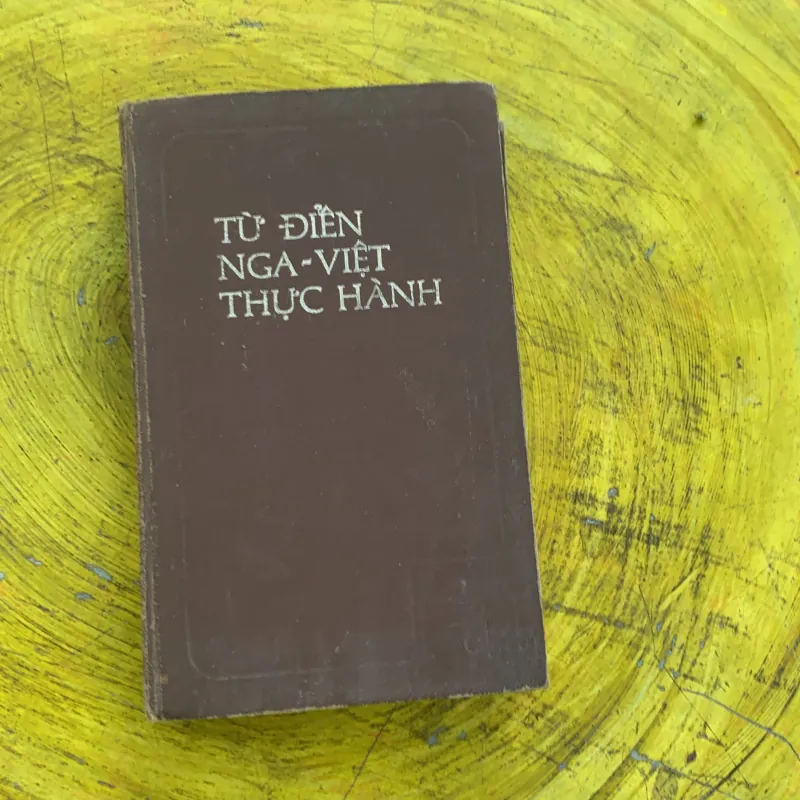 TỪ ĐIỂN
NGA-VIỆT
THỰC HÀNH